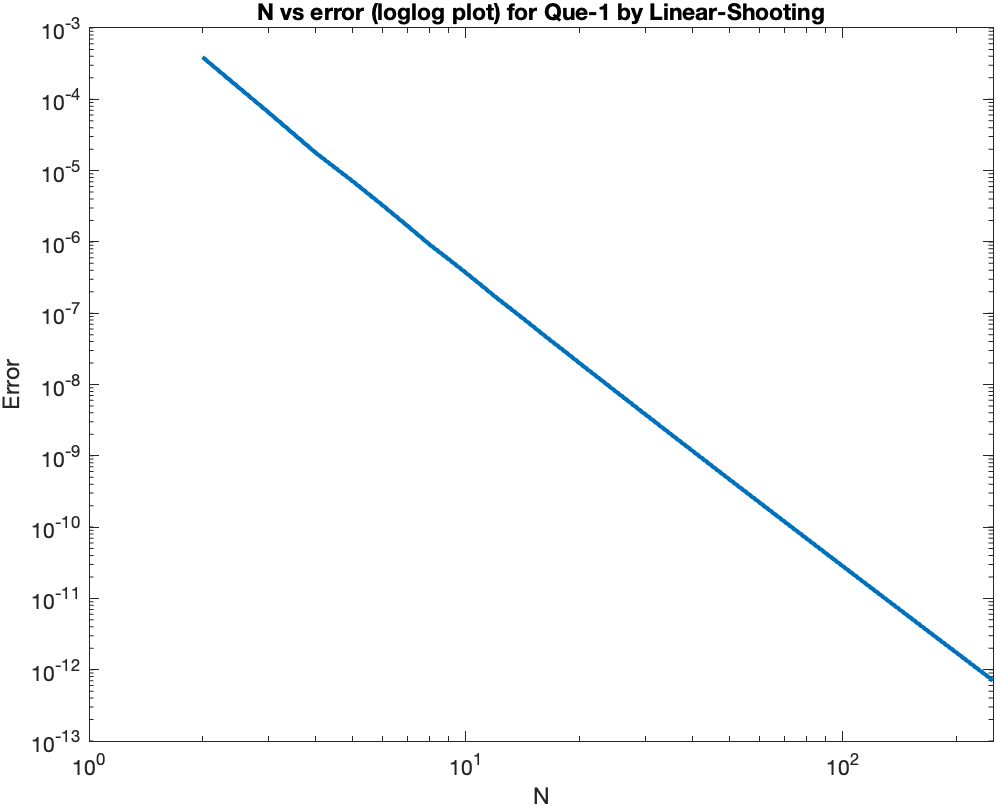 N vs error (loglog plot) for Que-1 by Linear-Shooting
10⁻³
10⁻⁴
10⁻⁵
10⁻⁶
10⁻⁷
10⁻⁸
10⁻⁹
10⁻¹⁰
10⁻¹¹
10⁻¹²
10⁻¹³
Error
10⁰ 10¹ 10²
N